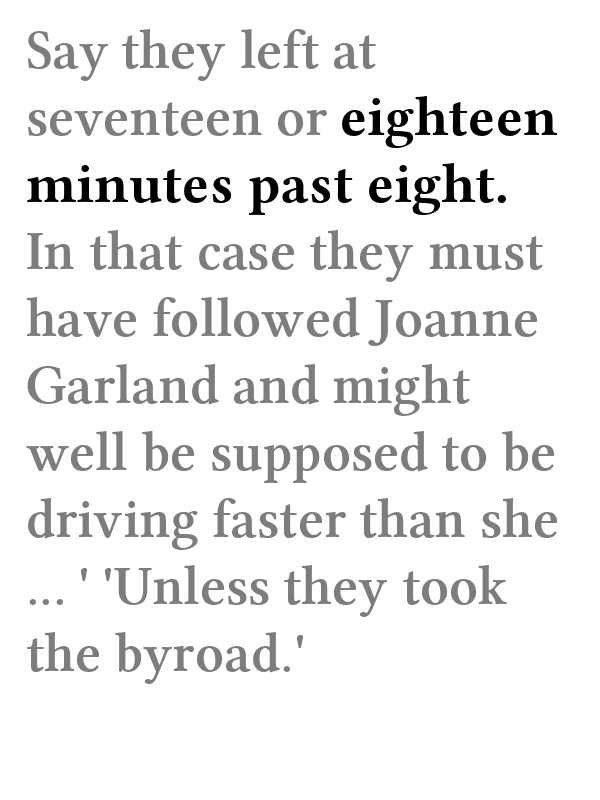 Say they left at
seventeen or eighteen
minutes past eight.
In that case they must
have followed Joanne
Garland and might
well be supposed to be
driving faster than she
... ' 'Unless they took
the byroad.'